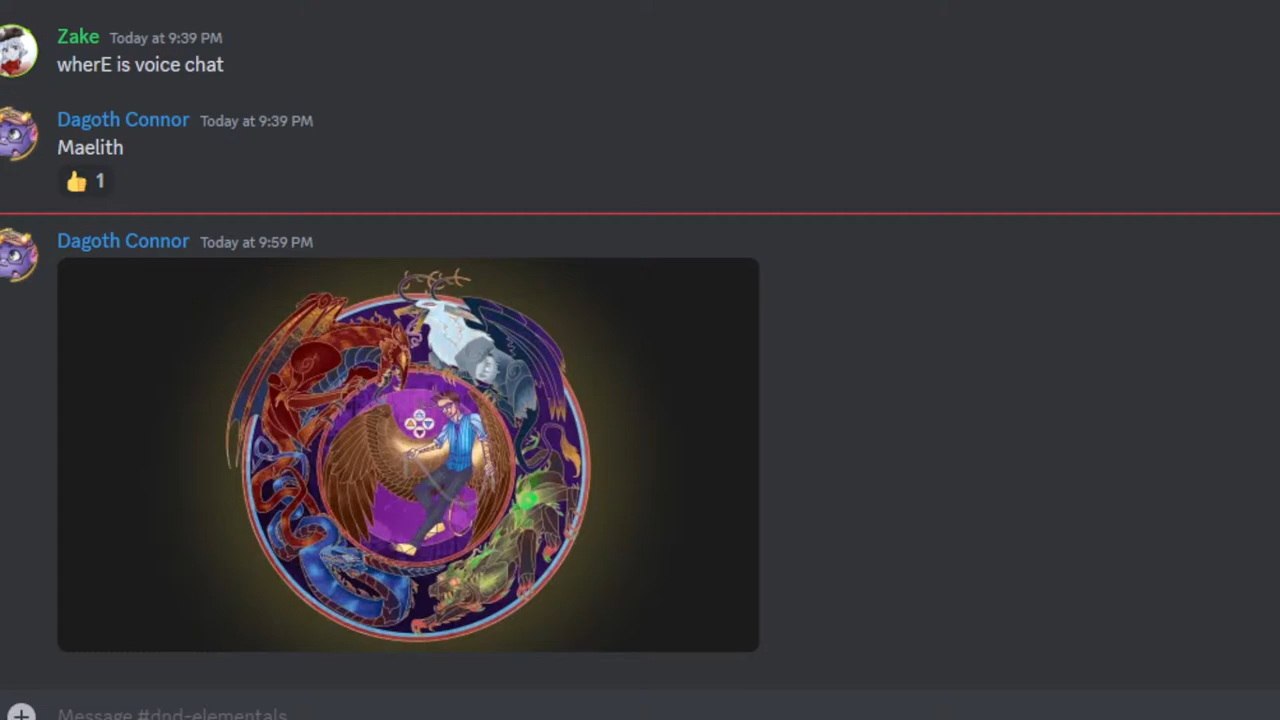 Zake Today at 9:39 PM
wherE is voice chat
Dagoth Connor Today at 9:39 PM
Maelith
👍 1
Dagoth Connor Today at 9:59 PM
Message #dnd-elementals